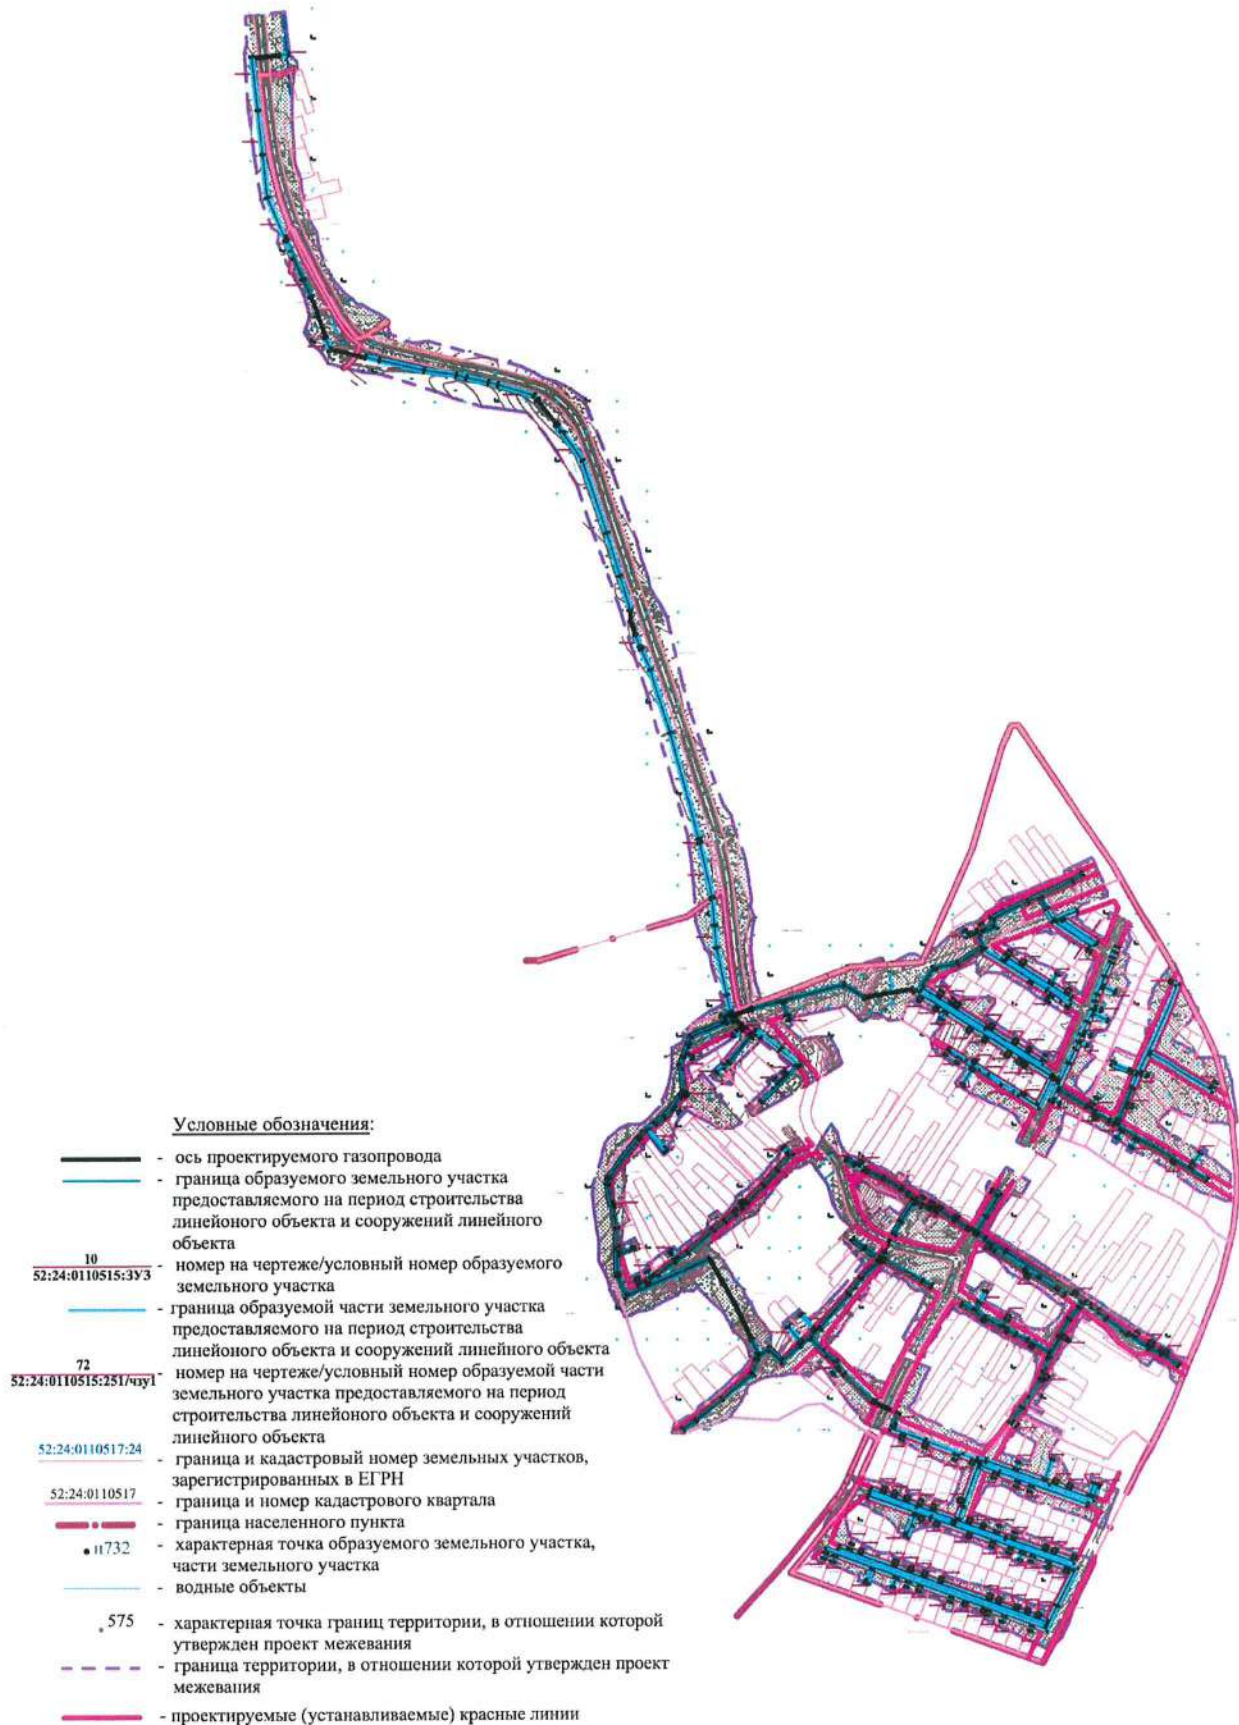 Условные обозначения:
- ось проектируемого газопровода
- граница образуемого земельного участка
предоставляемого на период строительства
линейоного объекта и сооружений линейного
объекта
10
52:24:0110515:ЗУ3
- номер на чертеже/условный номер образуемого
земельного участка
- граница образуемой части земельного участка
предоставляемого на период строительства
линейоного объекта и сооружений линейного объекта
72
52:24:0110515:251/чзу1
- номер на чертеже/условный номер образуемой части
земельного участка предоставляемого на период
строительства линейоного объекта и сооружений
линейного объекта
52:24:0110517:24
- граница и кадастровый номер земельных участков,
зарегистрированных в ЕГРН
52:24:0110517
- граница и номер кадастрового квартала
- граница населенного пункта
н732
- характерная точка образуемого земельного участка,
части земельного участка
- водные объекты
575
- характерная точка границ территории, в отношении которой
утвержден проект межевания
- граница территории, в отношении которой утвержден проект
межевания
- проектируемые (устанавливаемые) красные линии